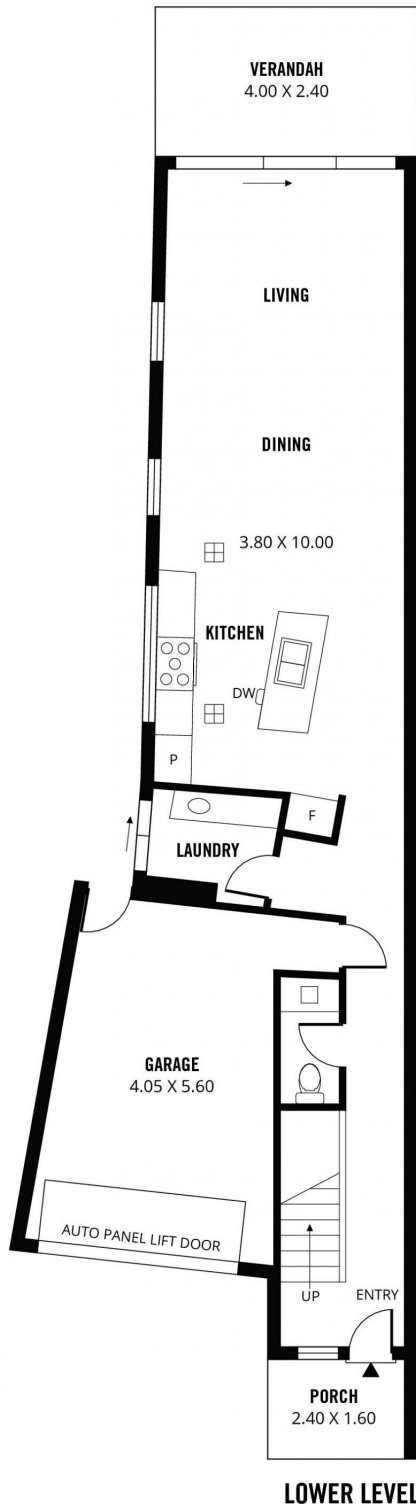 VERANDAH
4.00 X 2.40
LIVING
DINING
3.80 X 10.00
KITCHEN
DW
P
F
LAUNDRY
GARAGE
4.05 X 5.60
AUTO PANEL LIFT DOOR
UP
ENTRY
PORCH
2.40 X 1.60
LOWER LEVEL